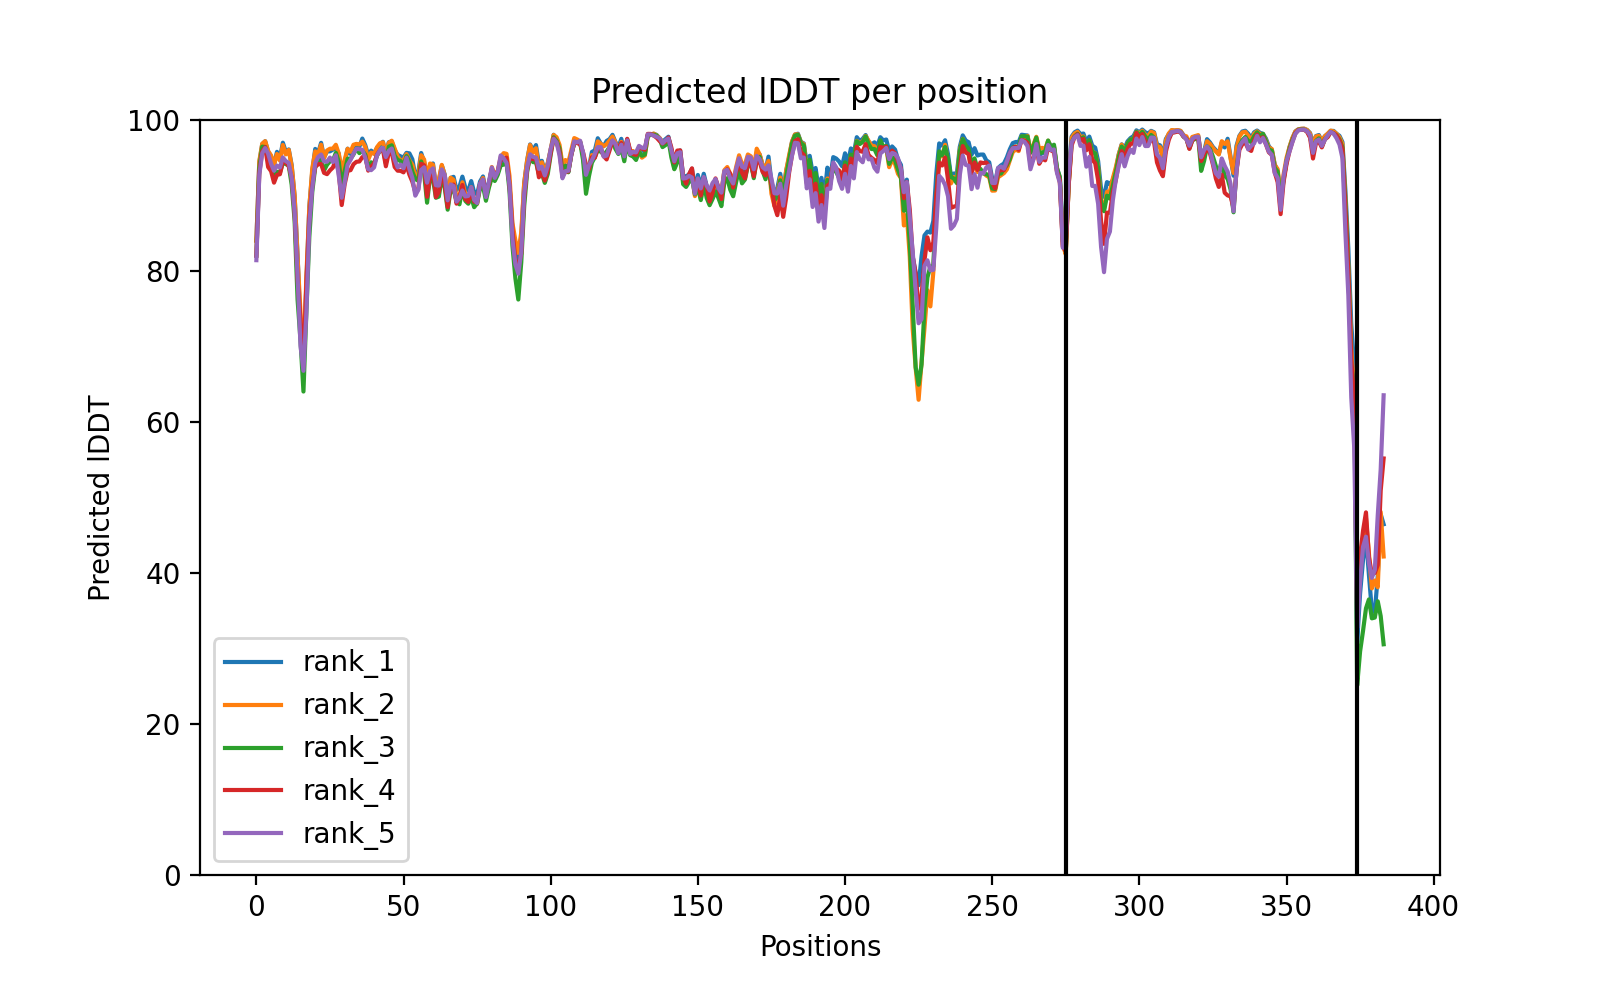 Predicted lDDT per position
100
80
60
40
20
0
Predicted lDDT
rank_1
rank_2
rank_3
rank_4
rank_5
0 50 100 150 200 250 300 350 400
Positions